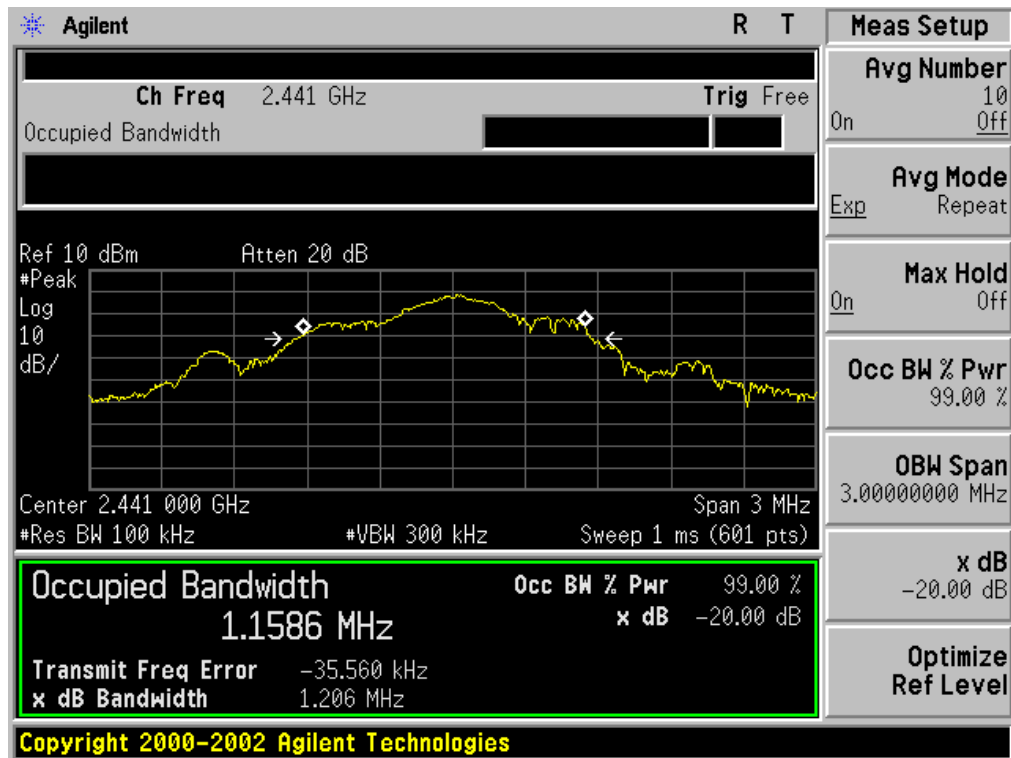 Agilent R T Meas Setup
Ch Freq 2.441 GHz Trig Free
Occupied Bandwidth
Ref 10 dBm Atten 20 dB
#Peak
Log
10
dB/
Center 2.441 000 GHz Span 3 MHz
#Res BW 100 kHz #VBW 300 kHz Sweep 1 ms (601 pts)
Occupied Bandwidth Occ BW % Pwr 99.00 %
1.1586 MHz x dB -20.00 dB
Transmit Freq Error -35.560 kHz
x dB Bandwidth 1.206 MHz
Avg Number
10
On Off
Avg Mode
Exp Repeat
Max Hold
On Off
Occ BW % Pwr
99.00 %
OBW Span
3.00000000 MHz
x dB
-20.00 dB
Optimize
Ref Level
Copyright 2000-2002 Agilent Technologies